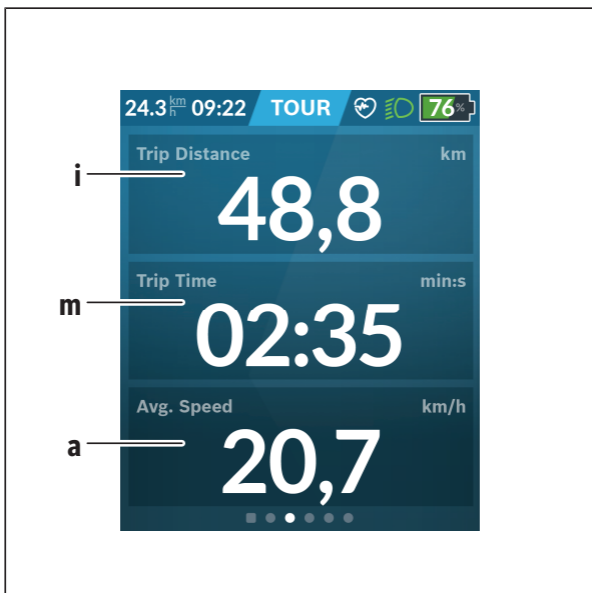 24.3 km/h 09:22 TOUR 76%
Trip Distance km
i
48,8
Trip Time min:s
m
02:35
Avg. Speed km/h
a
20,7